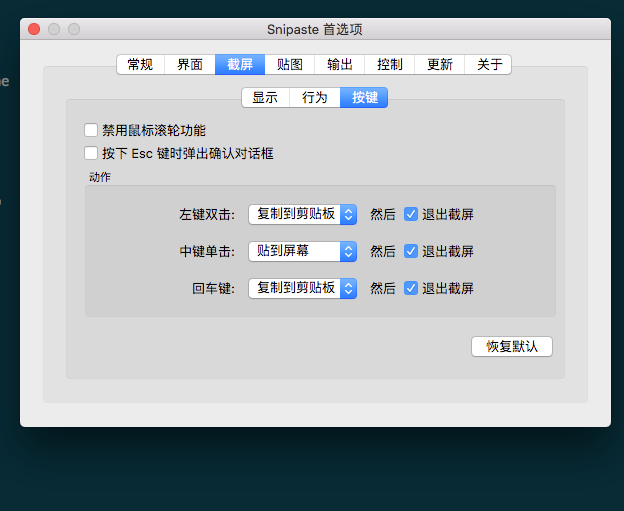 Snipaste 首选项
常规 界面 截屏 贴图 输出 控制 更新 关于
显示 行为 按键
禁用鼠标滚轮功能
按下 Esc 键时弹出确认对话框
动作
左键双击: 复制到剪贴板 然后 退出截屏
中键单击: 贴到屏幕 然后 退出截屏
回车键: 复制到剪贴板 然后 退出截屏
恢复默认